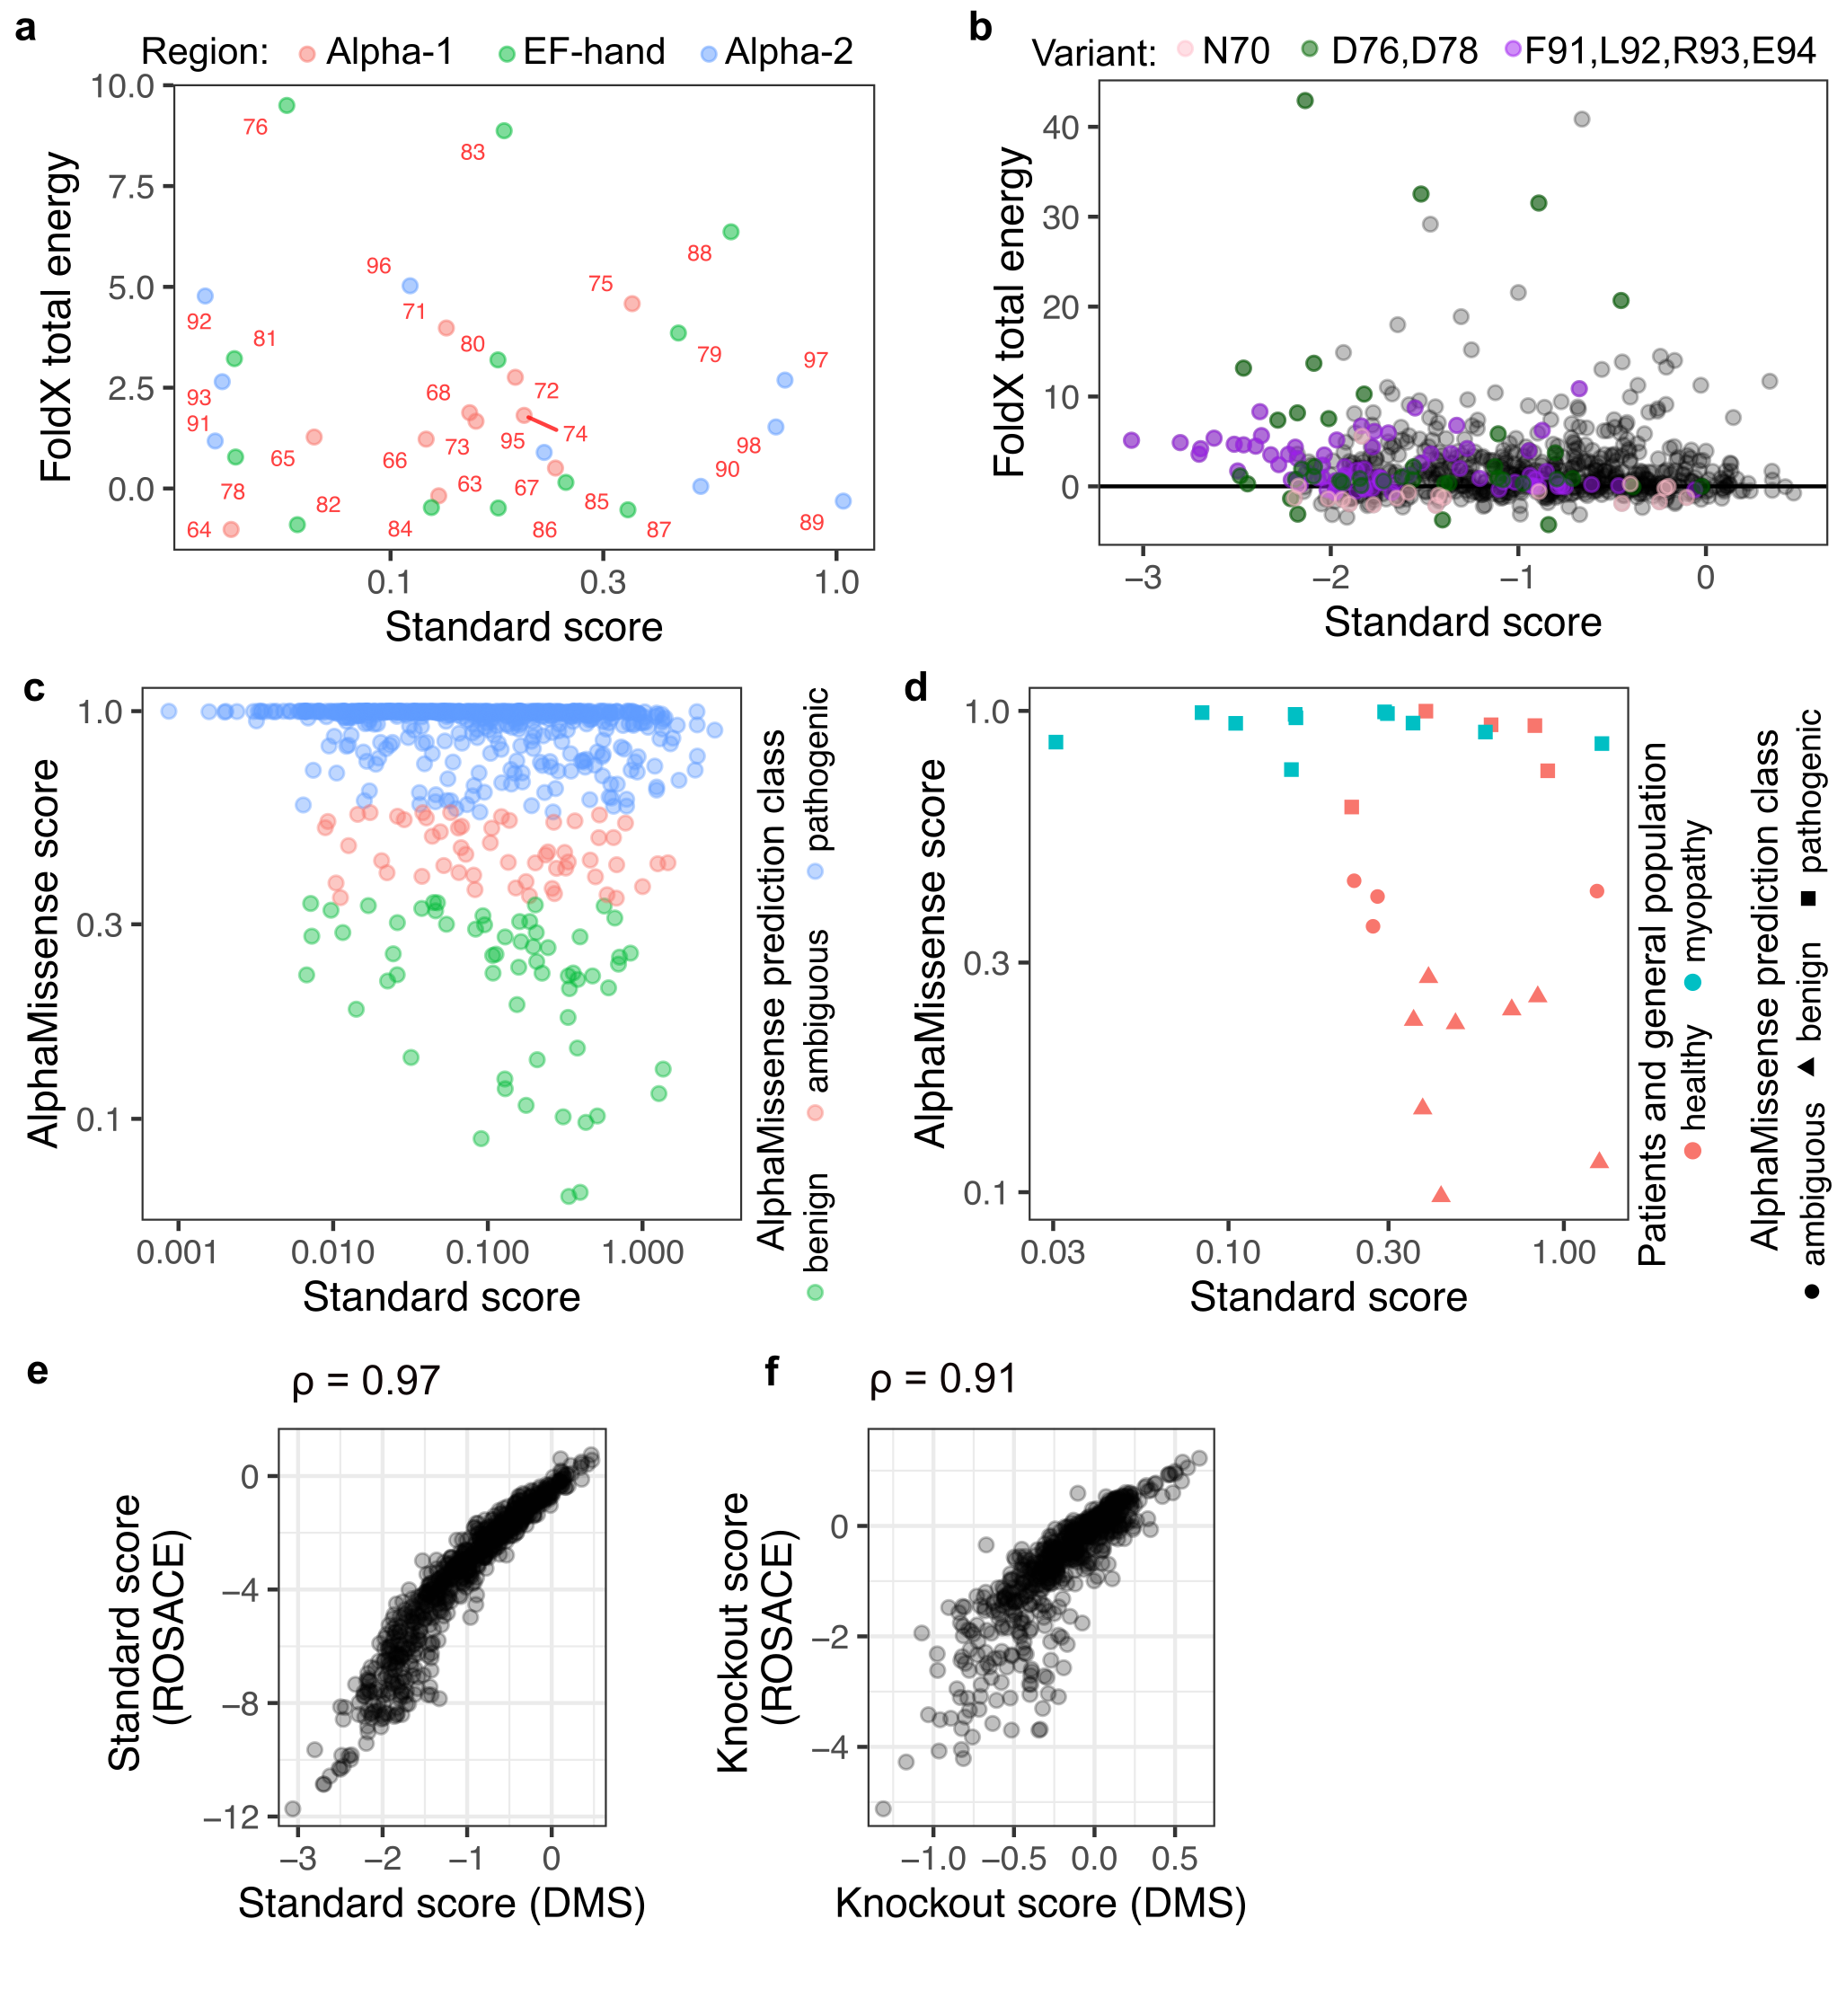 a
Region: Alpha-1 EF-hand Alpha-2
FoldX total energy
10.0
7.5
5.0
2.5
0.0
76
83
88
96
75
92
71
81
80
79
97
93
68
72
91
74
65
66
73
95
98
78
63
67
90
82
85
64
84
86
87
89
0.1 0.3 1.0
Standard score
b
Variant: N70 D76,D78 F91,L92,R93,E94
FoldX total energy
40
30
20
10
0
−3 −2 −1 0
Standard score
c
AlphaMissense score
1.0
0.3
0.1
0.001 0.010 0.100 1.000
Standard score
AlphaMissense prediction class
benign ambiguous pathogenic
d
AlphaMissense score
1.0
0.3
0.1
0.03 0.10 0.30 1.00
Standard score
Patients and general population
healthy myopathy
AlphaMissense prediction class
ambiguous benign pathogenic
e
ρ = 0.97
Standard score
(ROSACE)
0
−4
−8
−12
−3 −2 −1 0
Standard score (DMS)
f
ρ = 0.91
Knockout score
(ROSACE)
0
−2
−4
−1.0 −0.5 0.0 0.5
Knockout score (DMS)